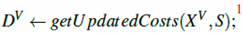 D^V ← getUpdatedCosts(X^V, S); 1